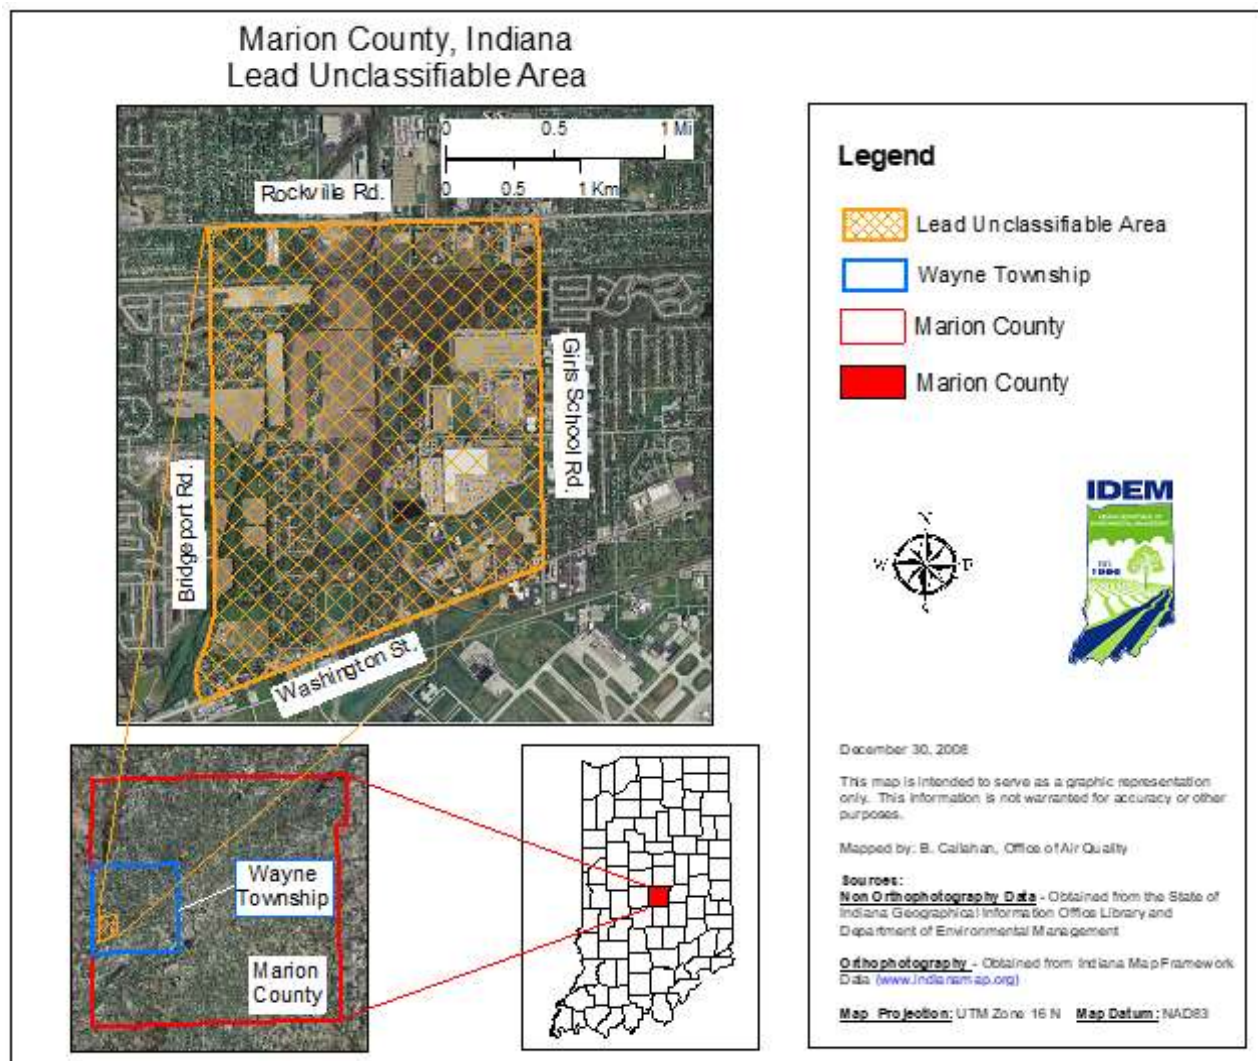 Marion County, Indiana
Lead Unclassifiable Area
0 0.5 1 Mi
0 0.5 1 Km
Rockville Rd.
Girls School Rd.
Bridgeport Rd.
Washington St.
Wayne
Township
Marion
County
Legend
Lead Unclassifiable Area
Wayne Township
Marion County
Marion County
N
W E
S
IDEM
December 30, 2008
This map is intended to serve as a graphic representation
only. This information is not warranted for accuracy or other
purposes.
Mapped by: B. Callahan, Office of Air Quality
Sources:
Non Orthophotography Data - Obtained from the State of
Indiana Geographical Information Office Library and
Department of Environmental Management
Orthophotography - Obtained from Indiana Map Framework
Data (www.indianamap.org)
Map Projection: UTM Zone 16 N Map Datum: NAD83